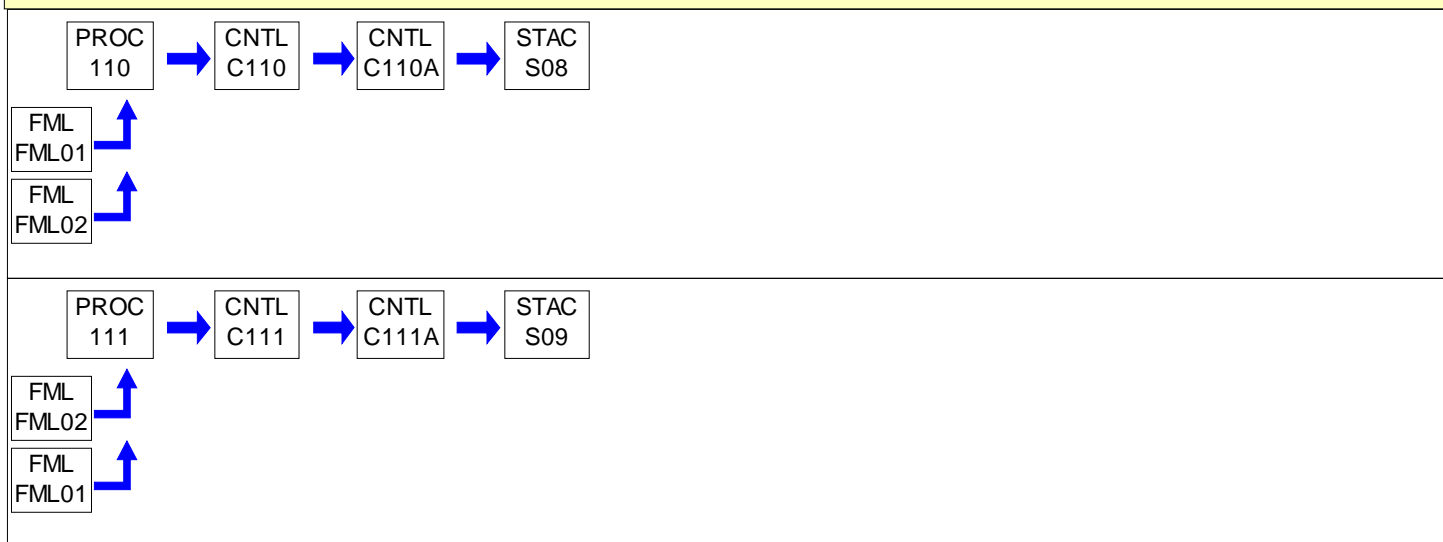 PROC
110
CNTL
C110
CNTL
C110A
STAC
S08
FML
FML01
FML
FML02
PROC
111
CNTL
C111
CNTL
C111A
STAC
S09
FML
FML02
FML
FML01